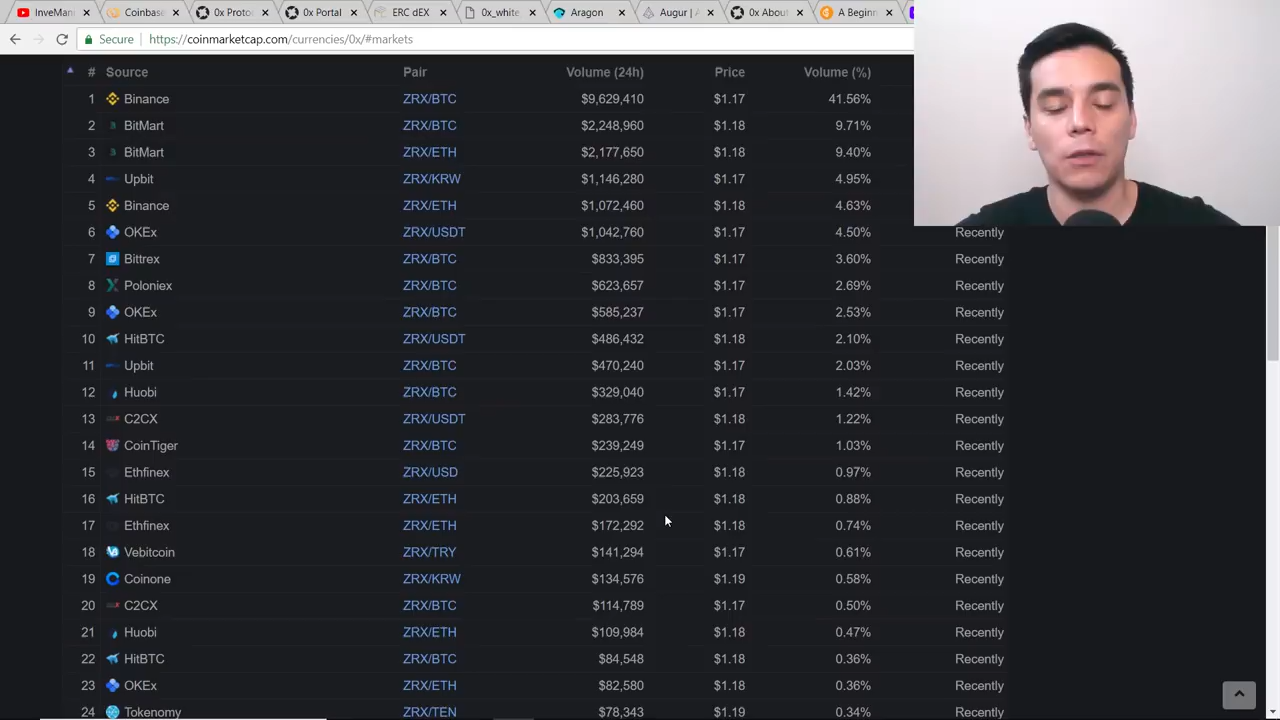 InveMan Coinbas 0x Proto 0x Portal ERC dEX 0x_white Aragon Augur | A 0x About A Beginn
Secure https://coinmarketcap.com/currencies/0x/#markets
# Source Pair Volume (24h) Price Volume (%)
1 Binance ZRX/BTC $9,629,410 $1.17 41.56%
2 BitMart ZRX/BTC $2,248,960 $1.18 9.71%
3 BitMart ZRX/ETH $2,177,650 $1.18 9.40%
4 Upbit ZRX/KRW $1,146,280 $1.17 4.95%
5 Binance ZRX/ETH $1,072,460 $1.18 4.63%
6 OKEx ZRX/USDT $1,042,760 $1.17 4.50% Recently
7 Bittrex ZRX/BTC $833,395 $1.17 3.60% Recently
8 Poloniex ZRX/BTC $623,657 $1.17 2.69% Recently
9 OKEx ZRX/BTC $585,237 $1.17 2.53% Recently
10 HitBTC ZRX/USDT $486,432 $1.18 2.10% Recently
11 Upbit ZRX/BTC $470,240 $1.18 2.03% Recently
12 Huobi ZRX/BTC $329,040 $1.17 1.42% Recently
13 C2CX ZRX/USDT $283,776 $1.18 1.22% Recently
14 CoinTiger ZRX/BTC $239,249 $1.17 1.03% Recently
15 Ethfinex ZRX/USD $225,923 $1.18 0.97% Recently
16 HitBTC ZRX/ETH $203,659 $1.18 0.88% Recently
17 Ethfinex ZRX/ETH $172,292 $1.18 0.74% Recently
18 Vebitcoin ZRX/TRY $141,294 $1.17 0.61% Recently
19 Coinone ZRX/KRW $134,576 $1.19 0.58% Recently
20 C2CX ZRX/BTC $114,789 $1.17 0.50% Recently
21 Huobi ZRX/ETH $109,984 $1.18 0.47% Recently
22 HitBTC ZRX/BTC $84,548 $1.18 0.36% Recently
23 OKEx ZRX/ETH $82,580 $1.18 0.36% Recently
24 Tokenomy ZRX/TEN $78,343 $1.19 0.34% Recently